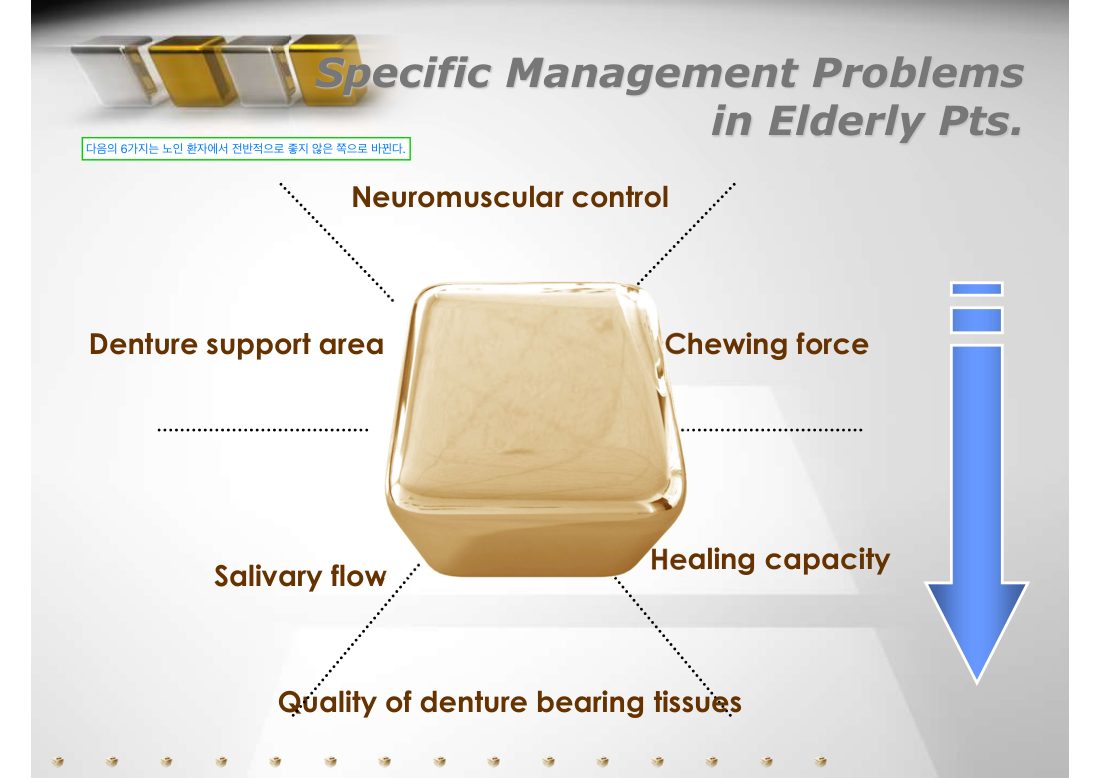 Specific Management Problems
in Elderly Pts.
다음의 6가지는 노인 환자에서 전반적으로 좋지 않은 쪽으로 바뀐다.
Neuromuscular control
Denture support area
Chewing force
Salivary flow
Healing capacity
Quality of denture bearing tissues